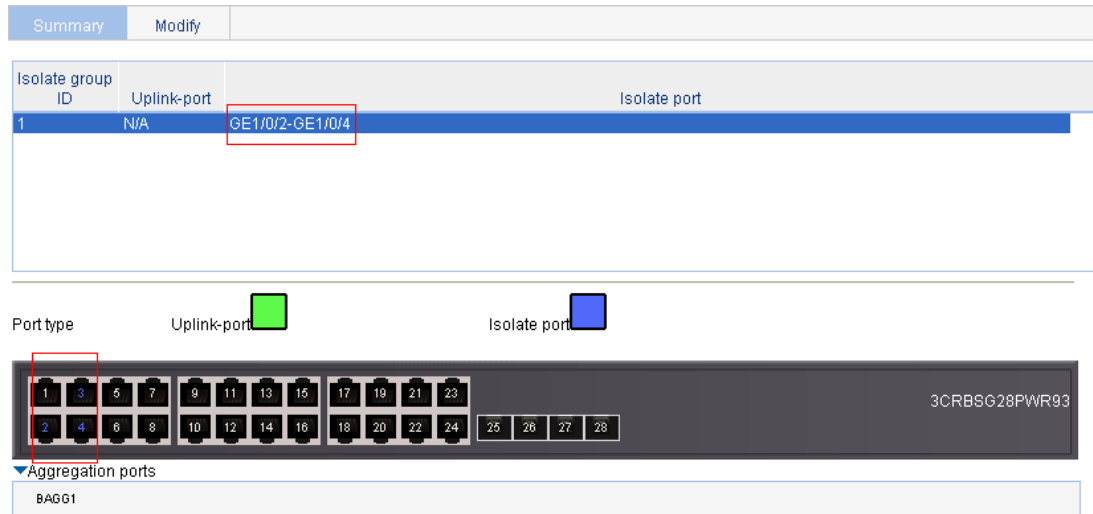 Summary Modify
Isolate group ID Uplink-port Isolate port
1 N/A GE1/0/2-GE1/0/4
Port type Uplink-port Isolate port
1 3 5 7 9 11 13 15 17 19 21 23
3CRBSG28PWR93
2 4 6 8 10 12 14 16 18 20 22 24 25 26 27 28
Aggregation ports
BAGG1